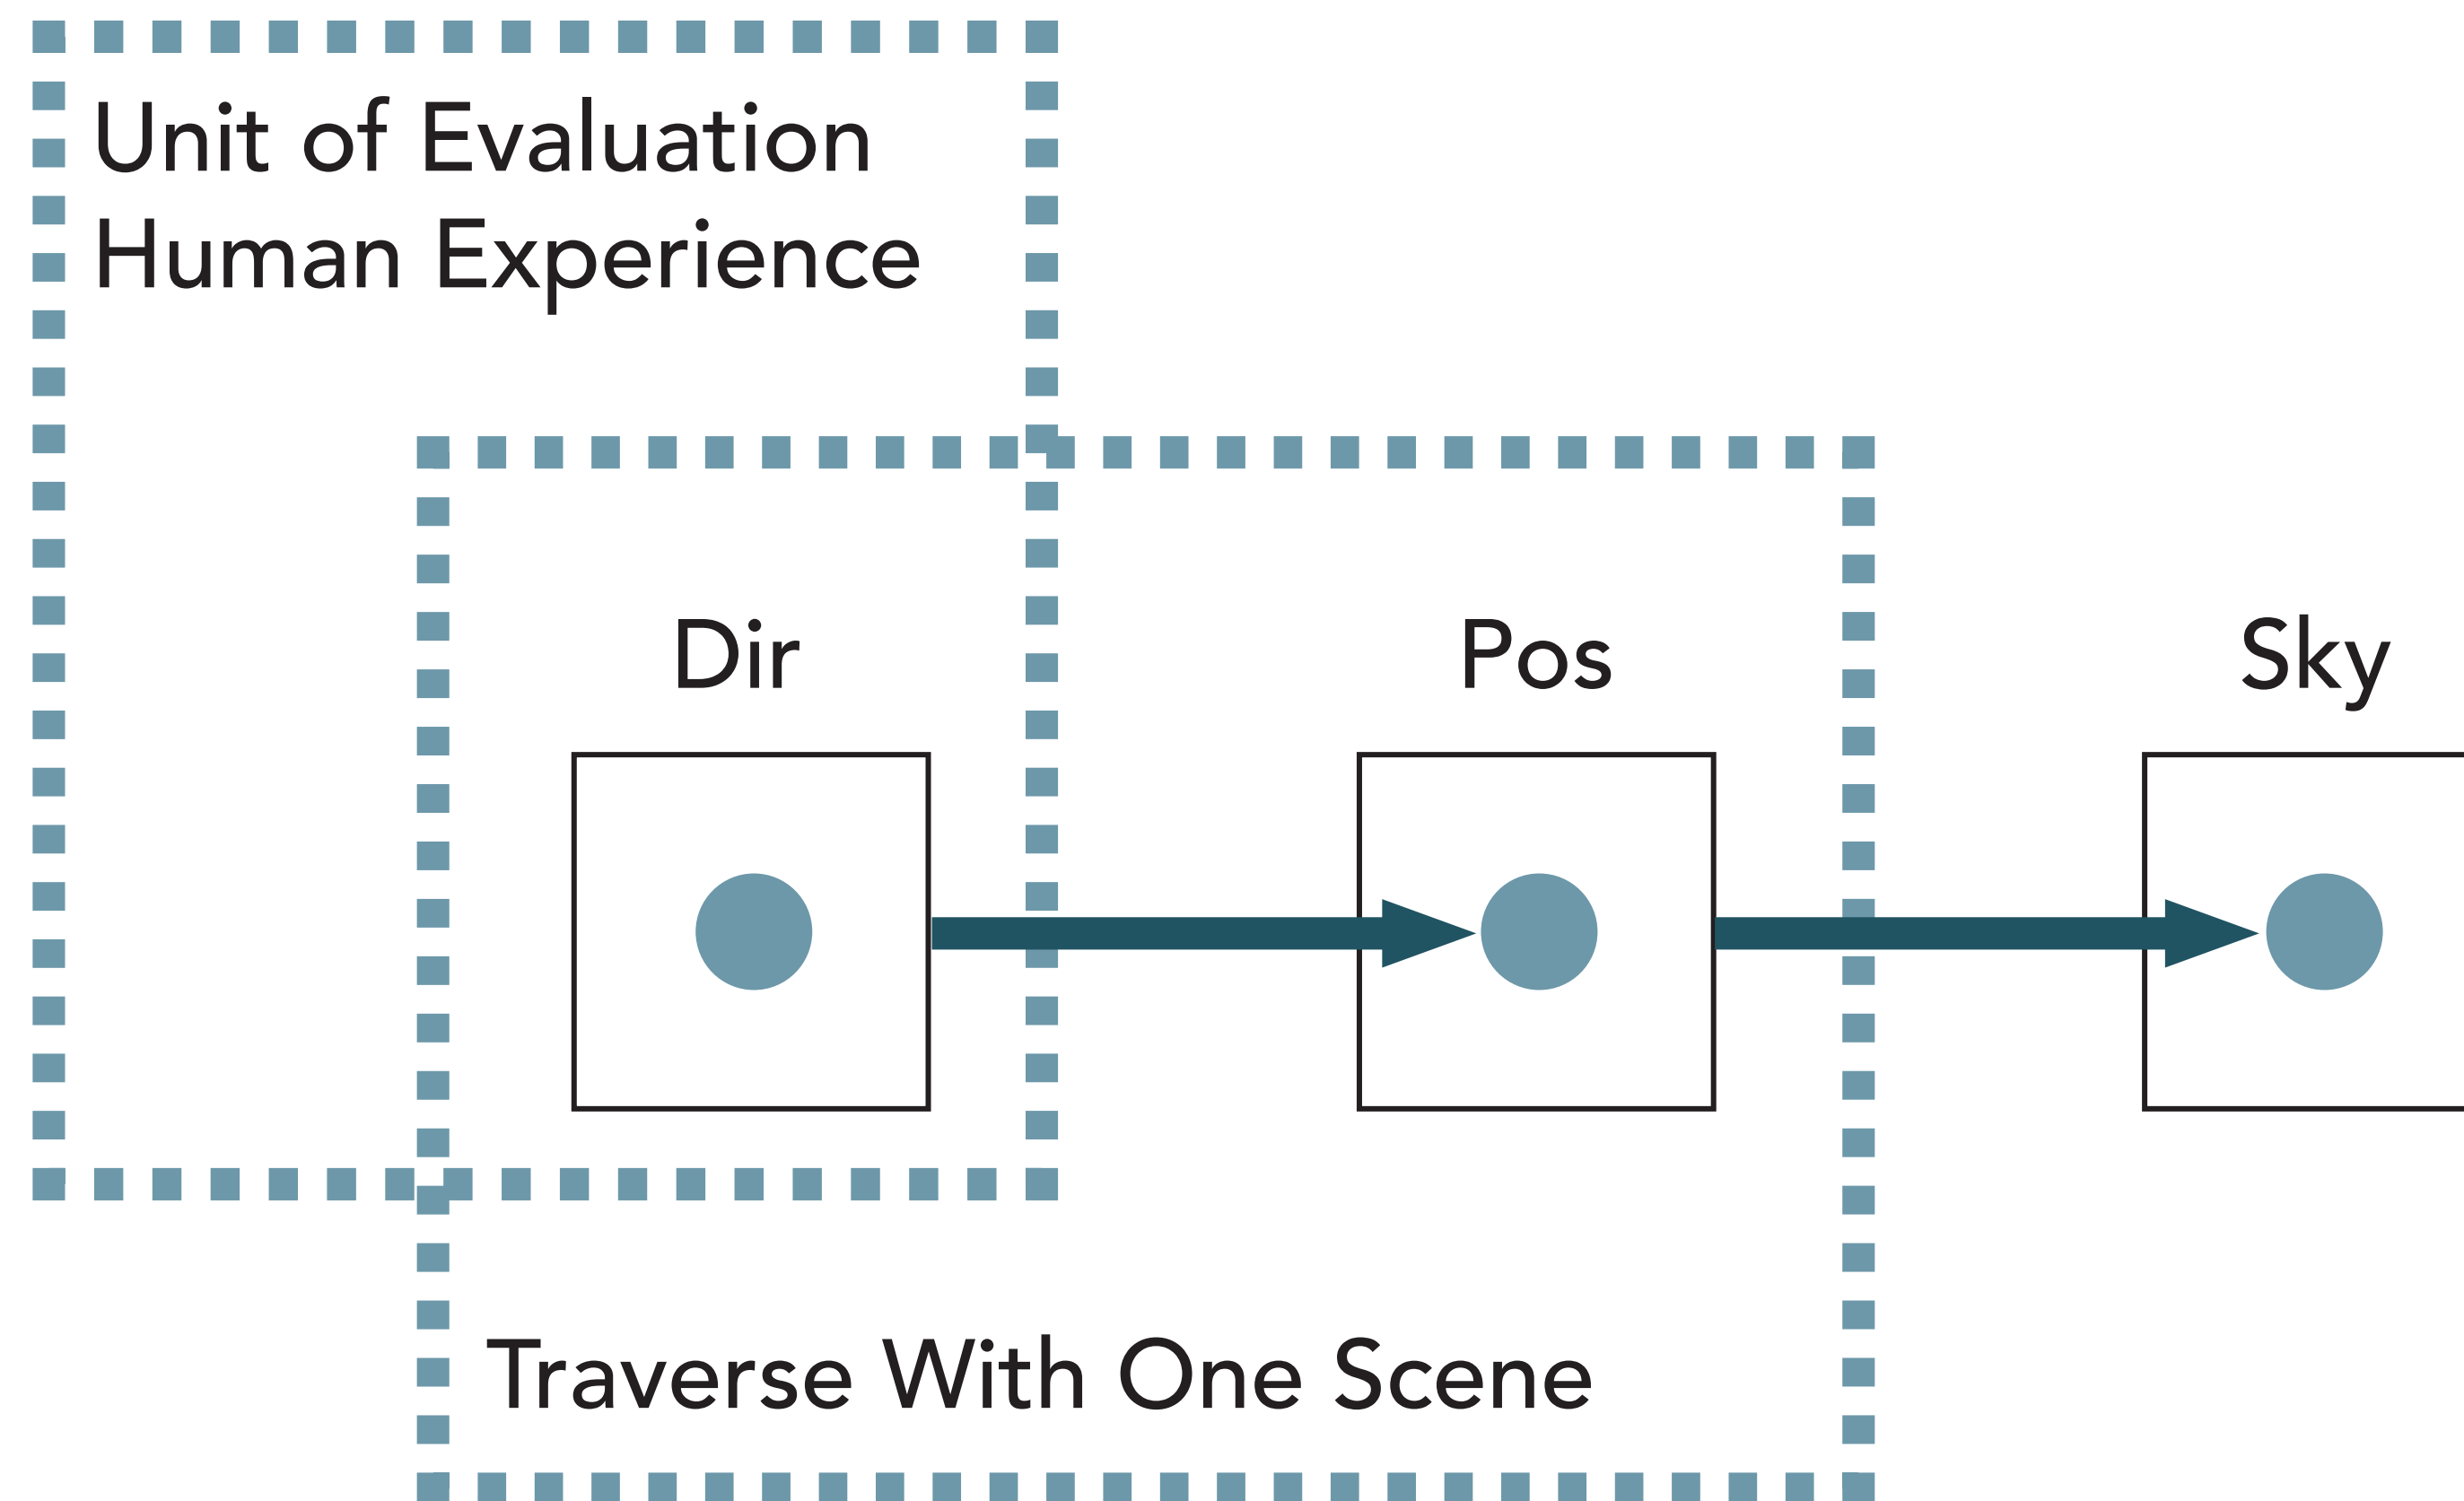 Unit of Evaluation
Human Experience
Dir
Pos
Sky
Traverse With One Scene